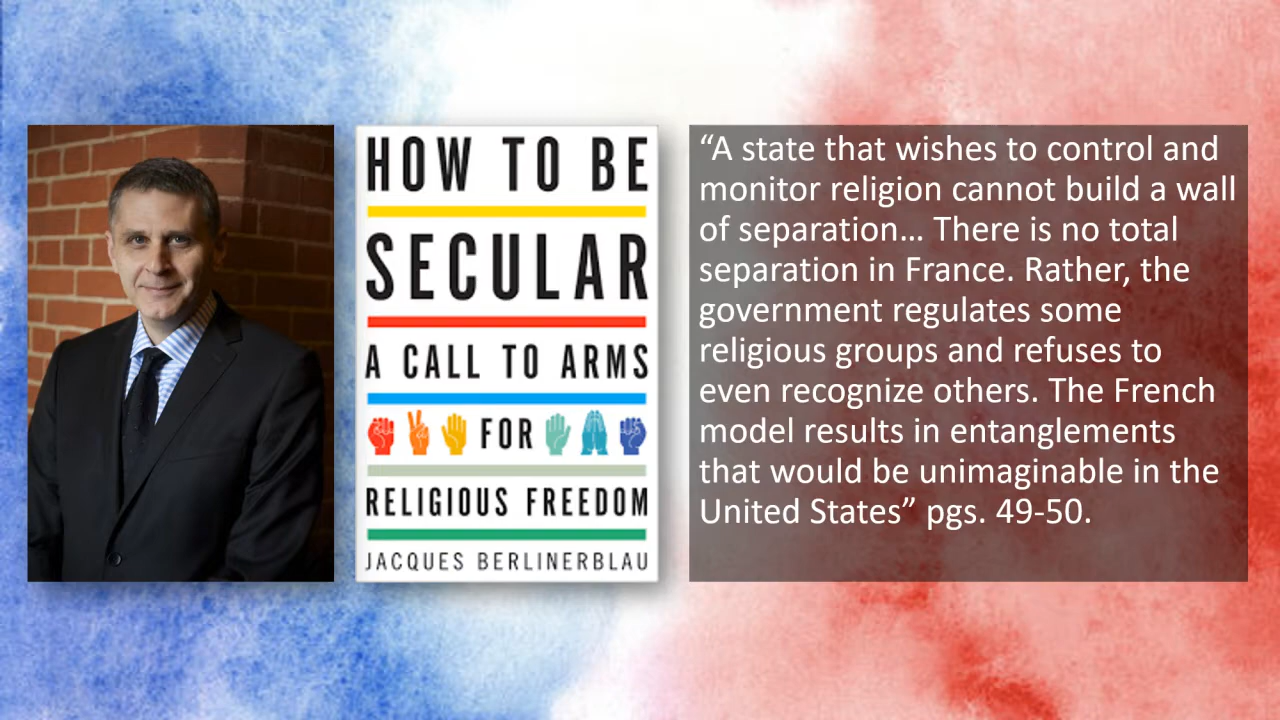 HOW TO BE
SECULAR
A CALL TO ARMS
FOR
RELIGIOUS FREEDOM
JACQUES BERLINERBLAU
“A state that wishes to control and
monitor religion cannot build a wall
of separation… There is no total
separation in France. Rather, the
government regulates some
religious groups and refuses to
even recognize others. The French
model results in entanglements
that would be unimaginable in the
United States” pgs. 49-50.